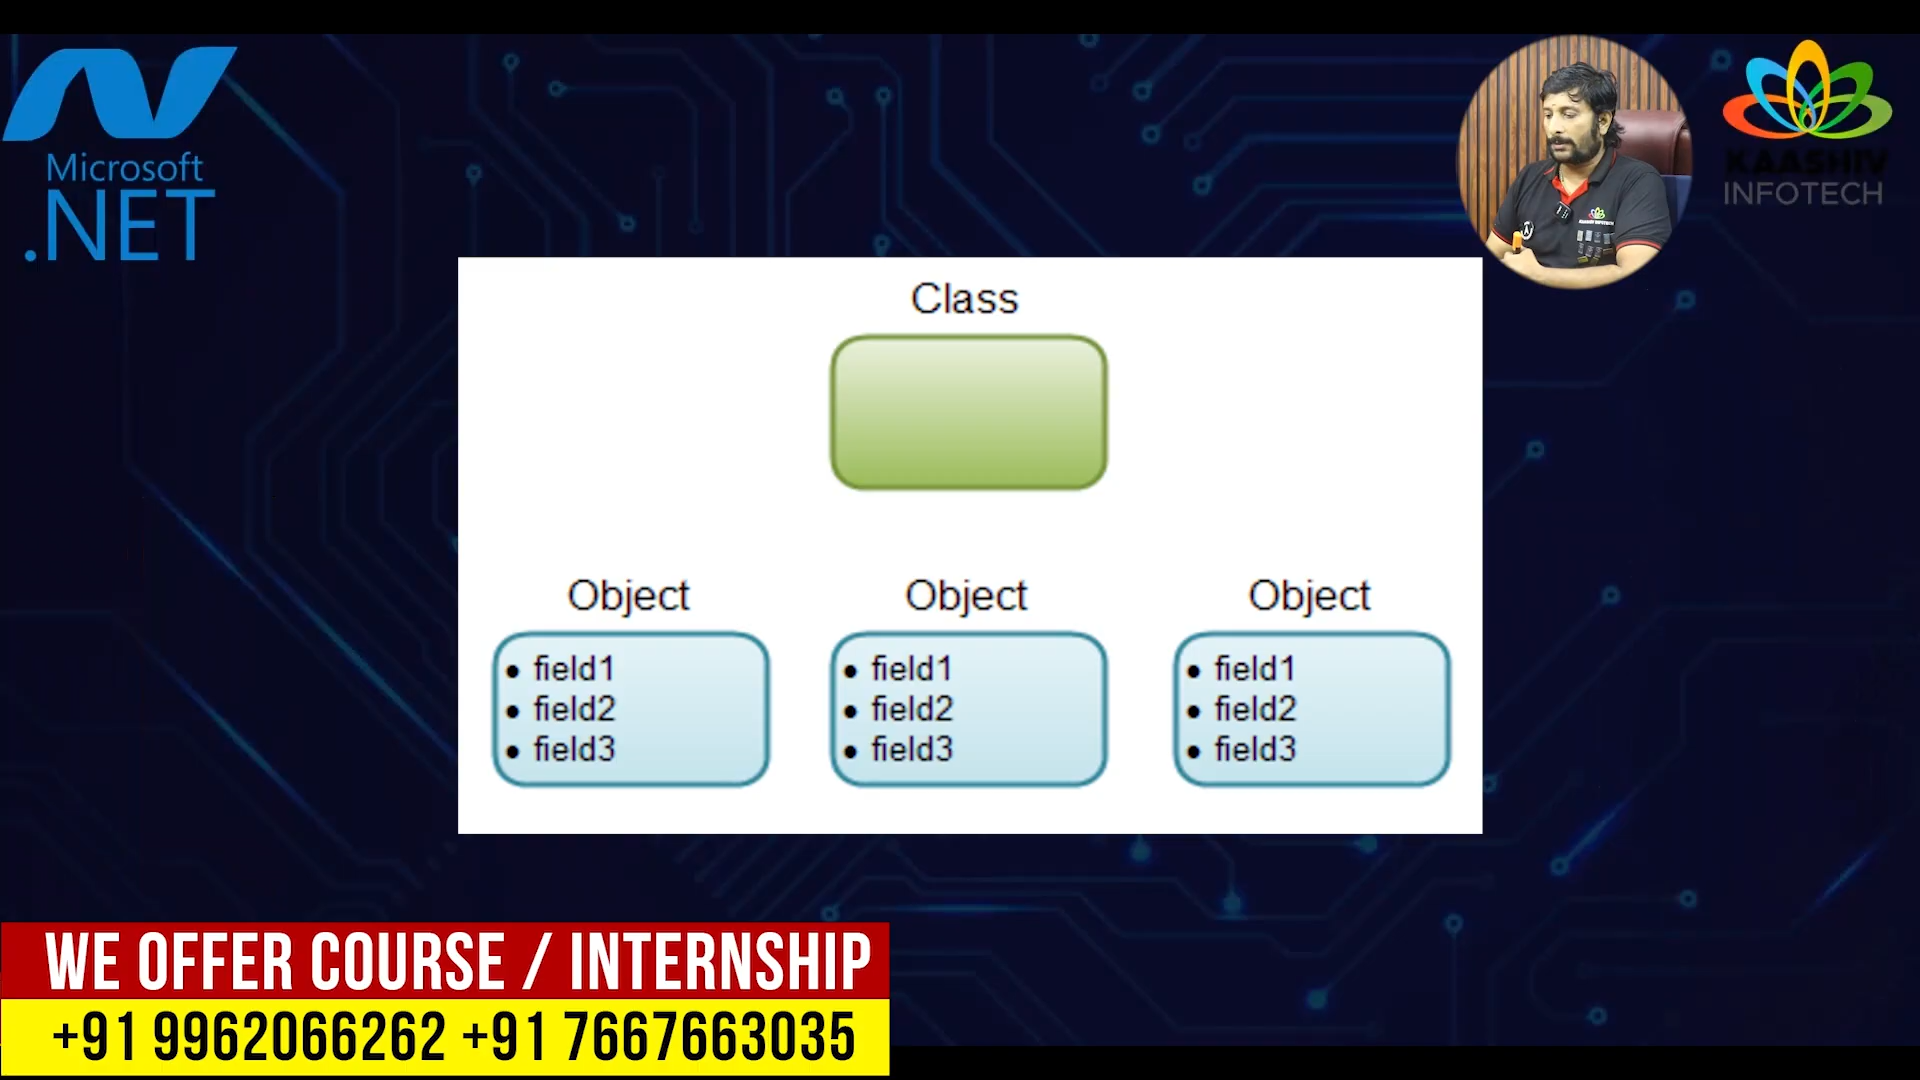 Microsoft
.NET
KAASHIV
INFOTECH
Class
Object
• field1
• field2
• field3
Object
• field1
• field2
• field3
Object
• field1
• field2
• field3
WE OFFER COURSE / INTERNSHIP
+91 9962066262 +91 7667663035